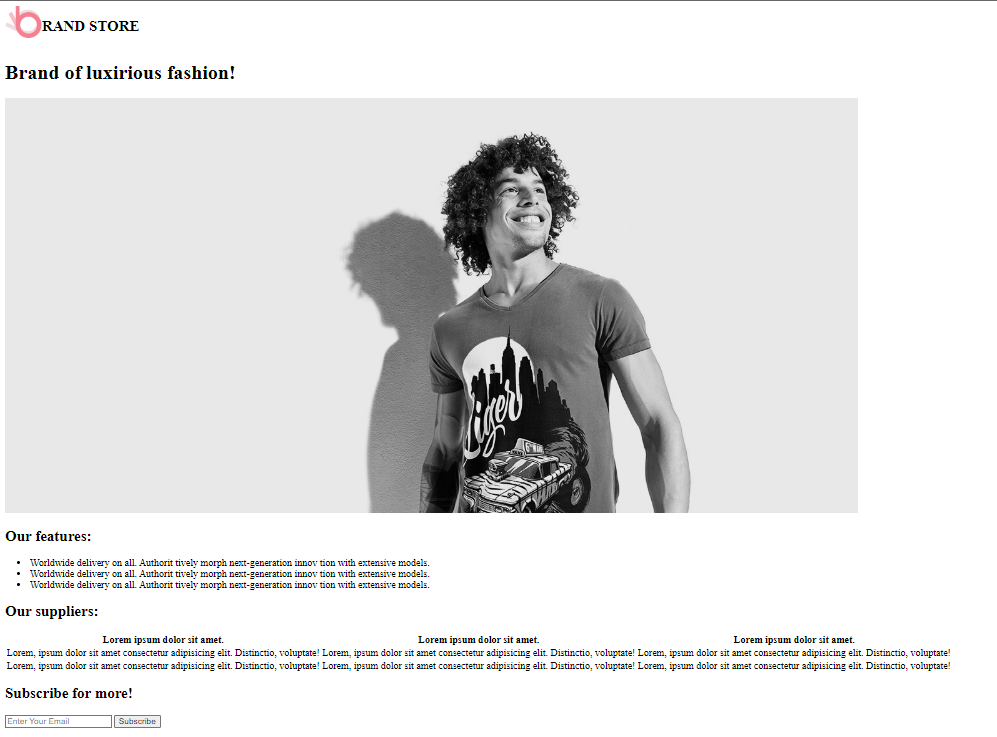 bRAND STORE
Brand of luxirious fashion!
Liger
Our features:
Worldwide delivery on all. Authorit tively morph next-generation innov tion with extensive models.
Worldwide delivery on all. Authorit tively morph next-generation innov tion with extensive models.
Worldwide delivery on all. Authorit tively morph next-generation innov tion with extensive models.
Our suppliers:
Lorem ipsum dolor sit amet. Lorem ipsum dolor sit amet. Lorem ipsum dolor sit amet.
Lorem, ipsum dolor sit amet consectetur adipisicing elit. Distinctio, voluptate! Lorem, ipsum dolor sit amet consectetur adipisicing elit. Distinctio, voluptate! Lorem, ipsum dolor sit amet consectetur adipisicing elit. Distinctio, voluptate!
Lorem, ipsum dolor sit amet consectetur adipisicing elit. Distinctio, voluptate! Lorem, ipsum dolor sit amet consectetur adipisicing elit. Distinctio, voluptate! Lorem, ipsum dolor sit amet consectetur adipisicing elit. Distinctio, voluptate!
Subscribe for more!
Enter Your Email Subscribe